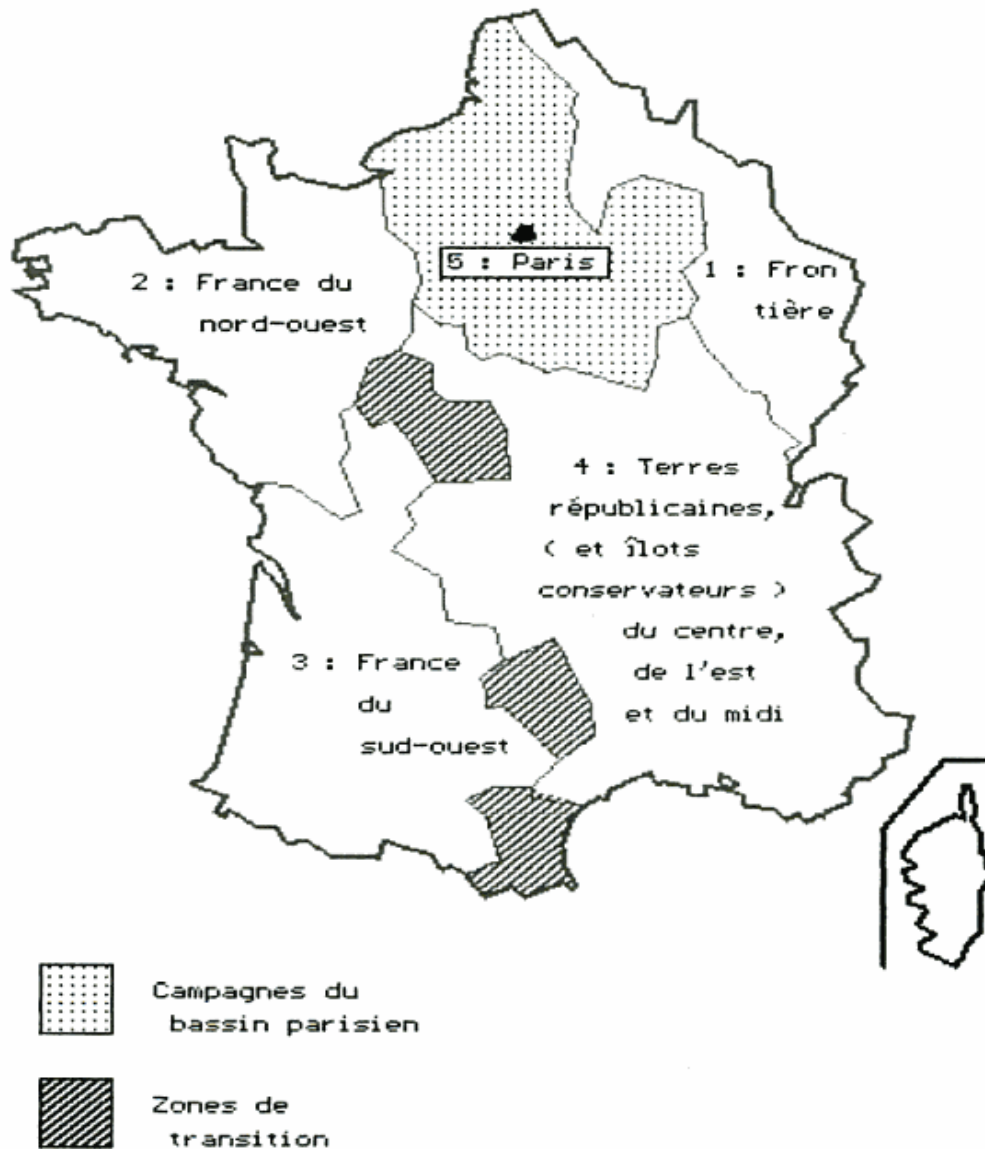 5 : Paris
2 : France du
nord-ouest
1 : Fron
tière
4 : Terres
républicaines,
( et îlots
conservateurs )
du centre,
de l'est
et du midi
3 : France
du
sud-ouest
Campagnes du
bassin parisien
Zones de
transition